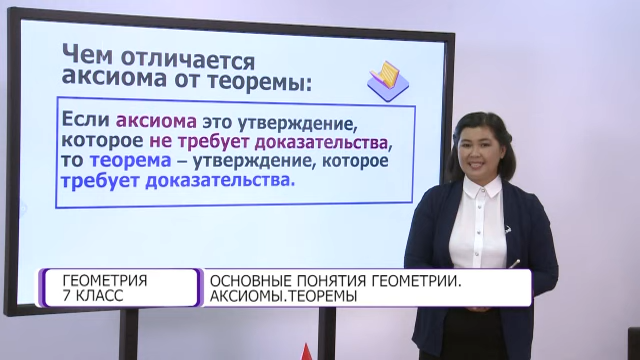 Чем отличается
аксиома от теоремы:
Если аксиома это утверждение,
которое не требует доказательства,
то теорема – утверждение, которое
требует доказательства.
ГЕОМЕТРИЯ
7 КЛАСС
ОСНОВНЫЕ ПОНЯТИЯ ГЕОМЕТРИИ.
АКСИОМЫ.ТЕОРЕМЫ